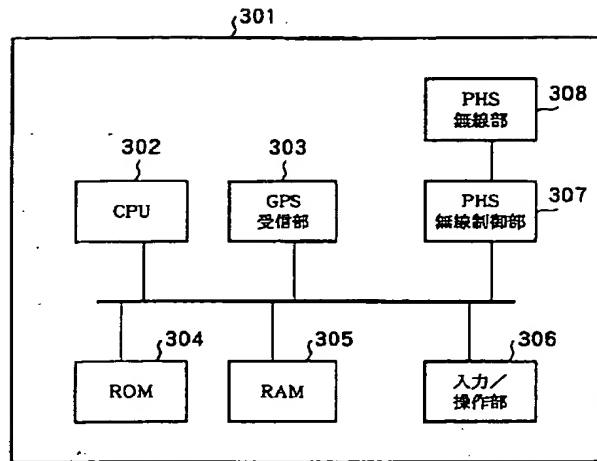 301
PHS
無線部
308
302
303
CPU
GPS
受信部
PHS
無線制御部
307
304
305
306
ROM
RAM
入力／
操作部